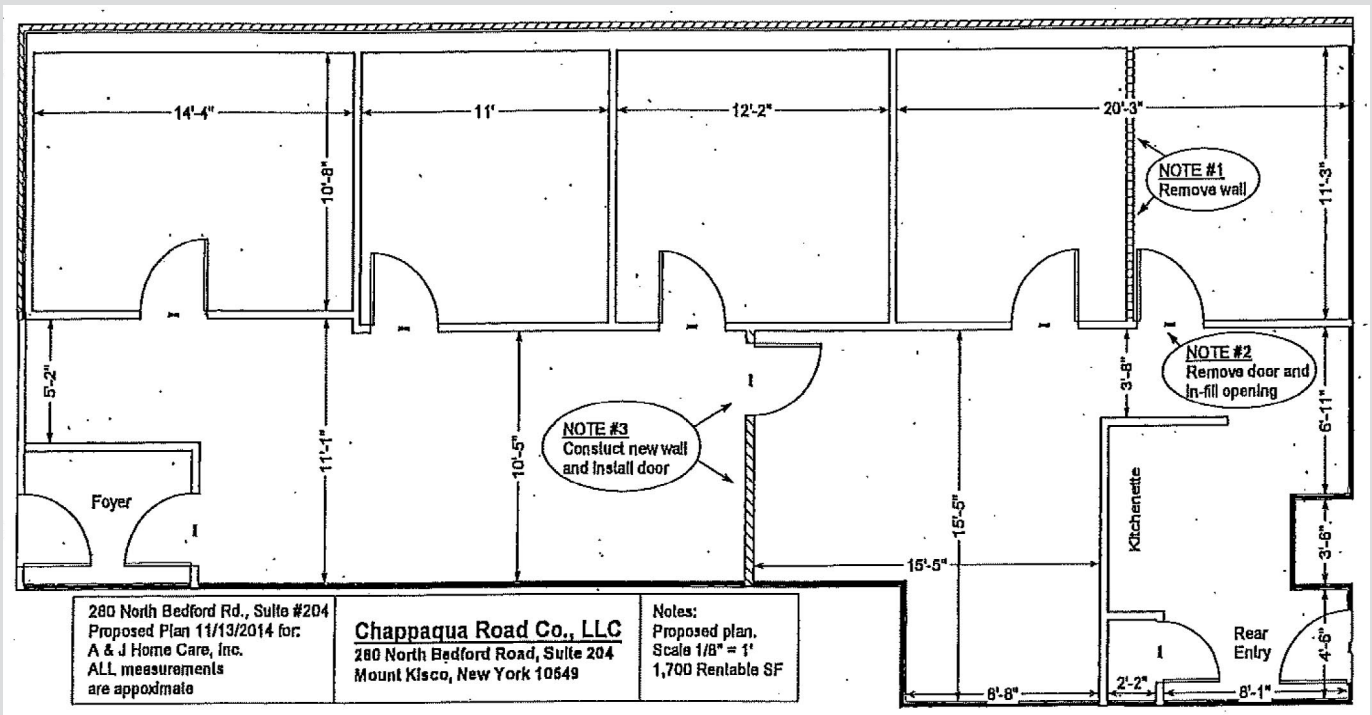 14'-4"
11'
12'-2"
20'-3"
10'-8"
11'-3"
NOTE #1
Remove wall
NOTE #2
Remove door and
in-fill opening
5'-2"
11'-1"
10'-5"
NOTE #3
Constuct new wall
and install door
15'-5"
15'-5"
3'-8"
6'-11"
Foyer
Kitchenette
3'-6"
Rear
Entry
4'-6"
6'-8"
2'-2"
8'-1"
280 North Bedford Rd., Suite #204
Proposed Plan 11/13/2014 for:
A & J Home Care, Inc.
ALL measurements
are appoximate
Chappaqua Road Co., LLC
280 North Bedford Road, Suite 204
Mount Kisco, New York 10549
Notes:
Proposed plan.
Scale 1/8" = 1'
1,700 Rentable SF